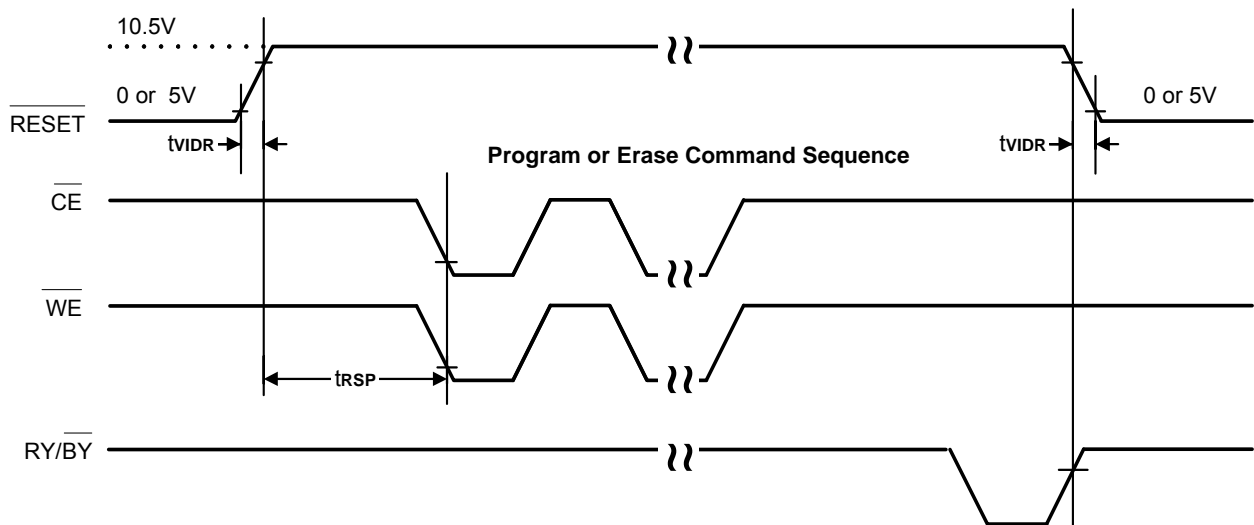 10.5V
0 or 5V
0 or 5V
RESET
tVIDR
tVIDR
Program or Erase Command Sequence
CE
WE
tRSP
RY/BY